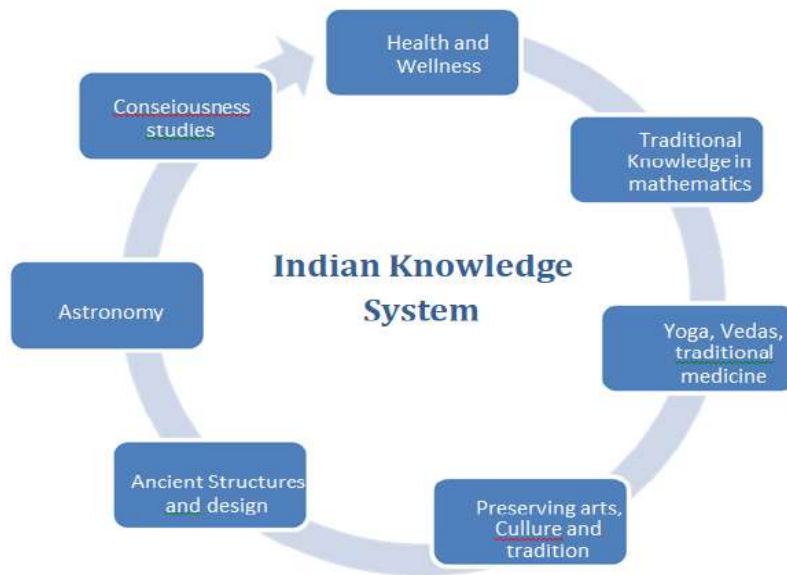 Health and
Wellness
Traditional
Knowledge in
mathematics
Yoga, Vedas,
traditional
medicine
Preserving arts,
Cullure and
tradition
Ancient Structures
and design
Astronomy
Conseiousness
studies
Indian Knowledge
System